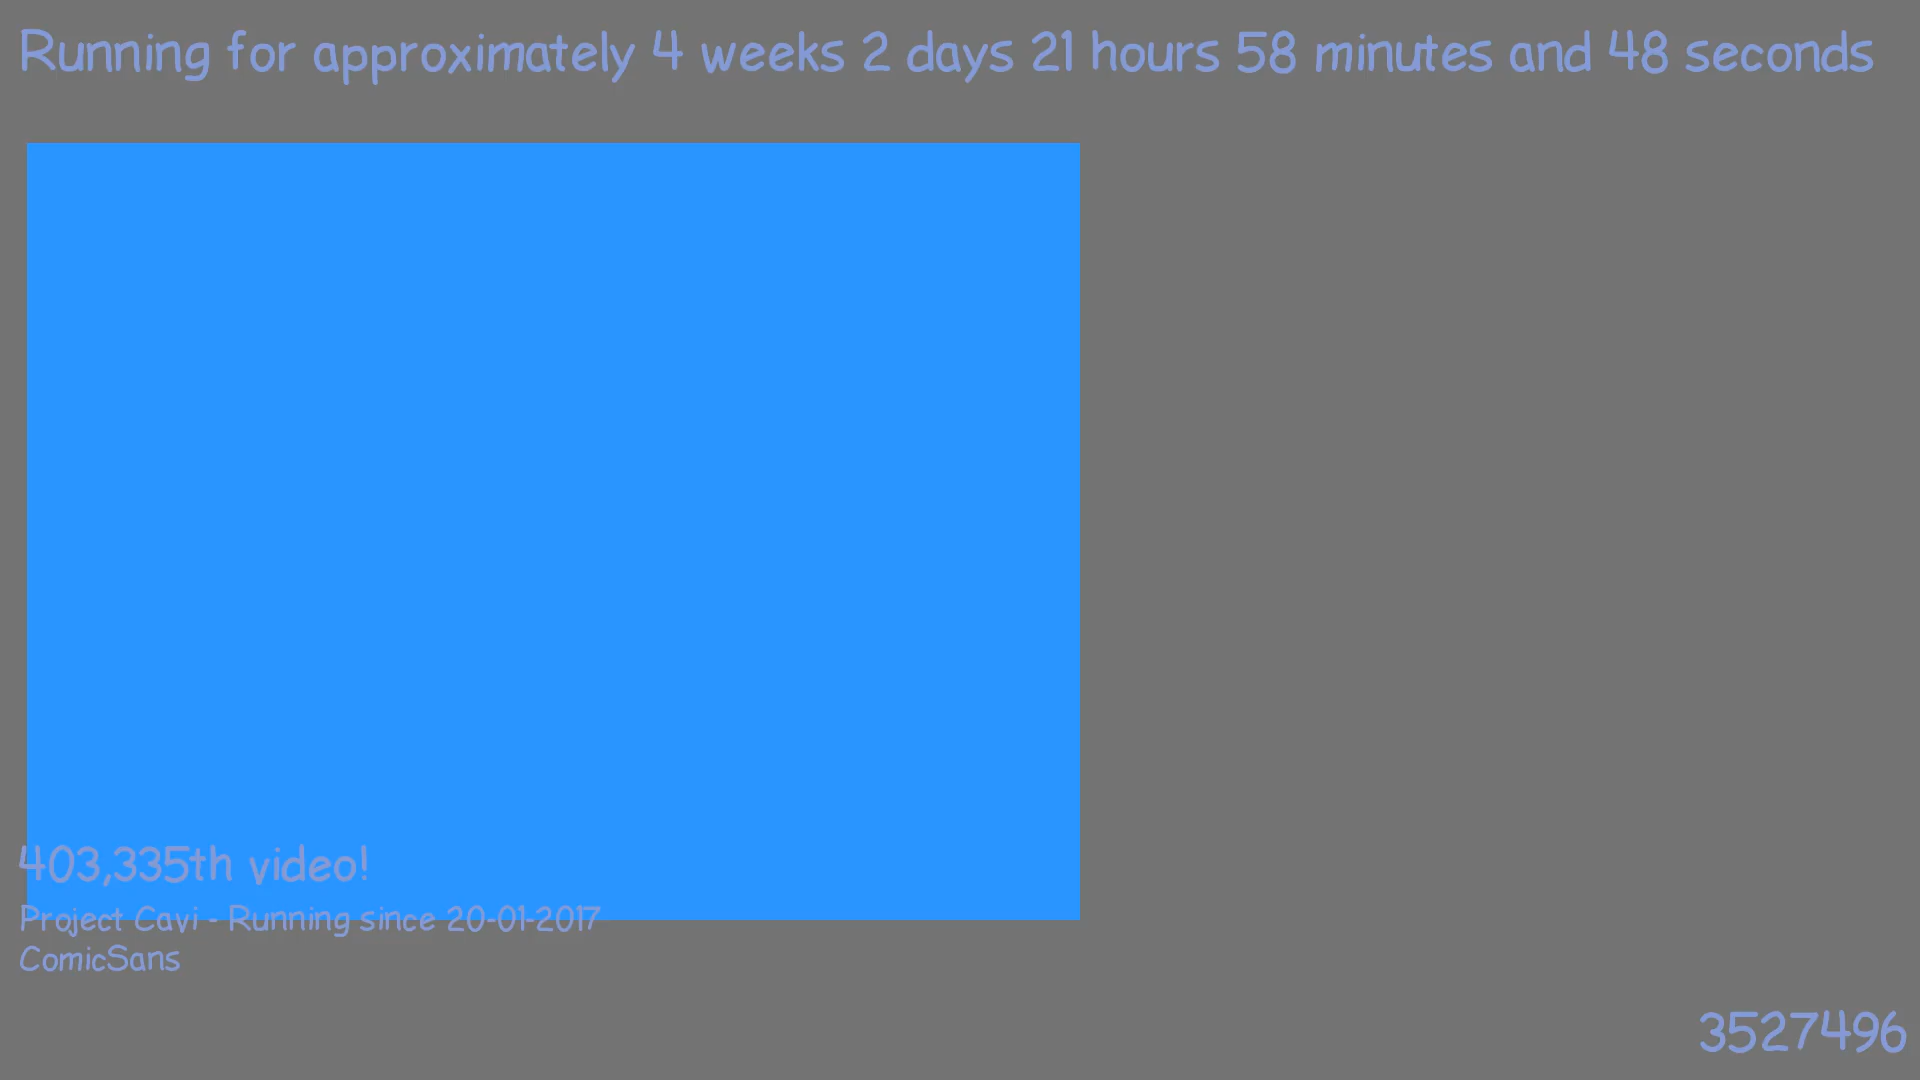 Running for approximately 4 weeks 2 days 21 hours 58 minutes and 48 seconds
403,335th video!
Project Cavi - Running since 20-01-2017
ComicSans
3527496